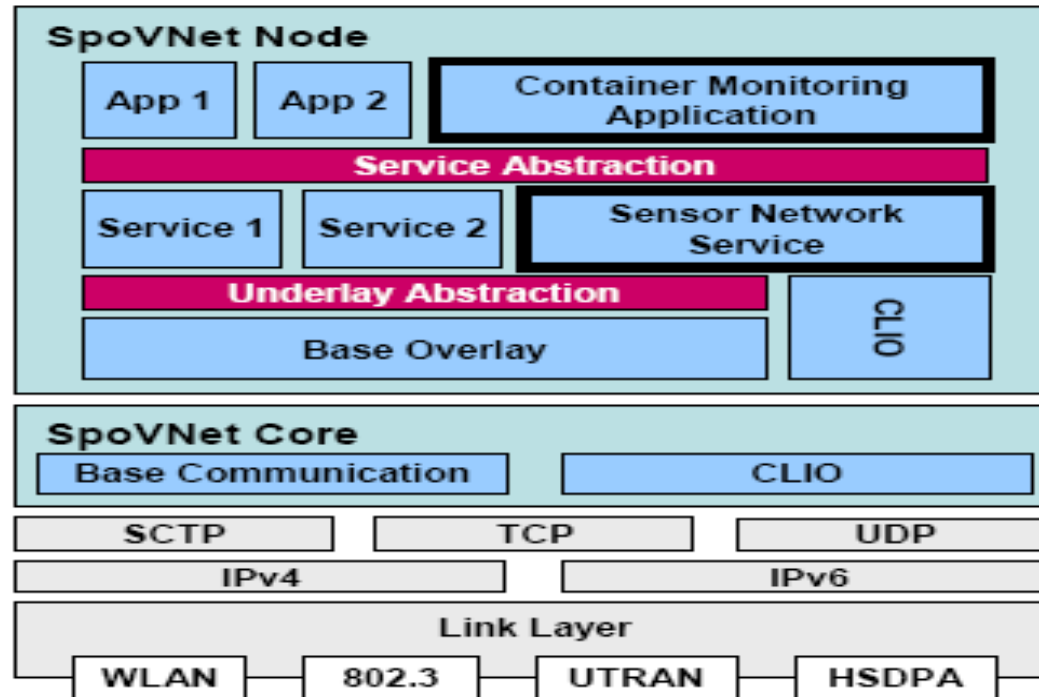 SpoVNet Node
App 1
App 2
Container Monitoring
Application
Service Abstraction
Service 1
Service 2
Sensor Network
Service
Underlay Abstraction
Base Overlay
CLIO
SpoVNet Core
Base Communication
CLIO
SCTP
TCP
UDP
IPv4
IPv6
Link Layer
WLAN
802.3
UTRAN
HSDPA